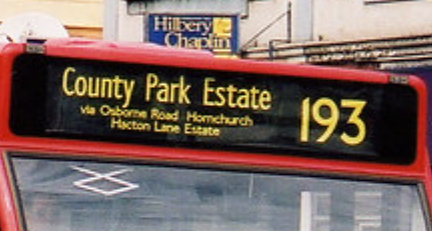 Hilbery
Chaplin
County Park Estate
193
via Osborne Road Hornchurch
Hacton Lane Estate